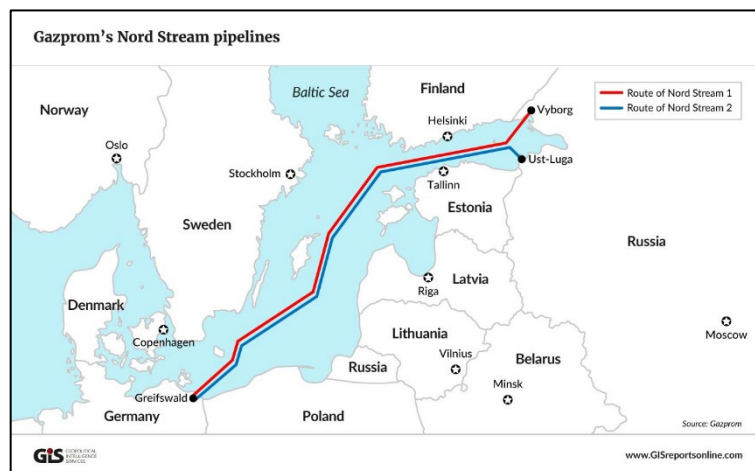 Gazprom's Nord Stream pipelines
Baltic Sea
Finland
Norway
Route of Nord Stream 1
Route of Nord Stream 2
Vyborg
Helsinki
Oslo
Ust-Luga
Stockholm
Tallinn
Estonia
Sweden
Russia
Latvia
Riga
Denmark
Lithuania
Moscow
Copenhagen
Vilnius
Belarus
Russia
Minsk
Greifswald
Germany
Poland
Source: Gazprom
GIS
GEOPOLITICAL
INTELLIGENCE
SERVICES
www.GISreportsonline.com